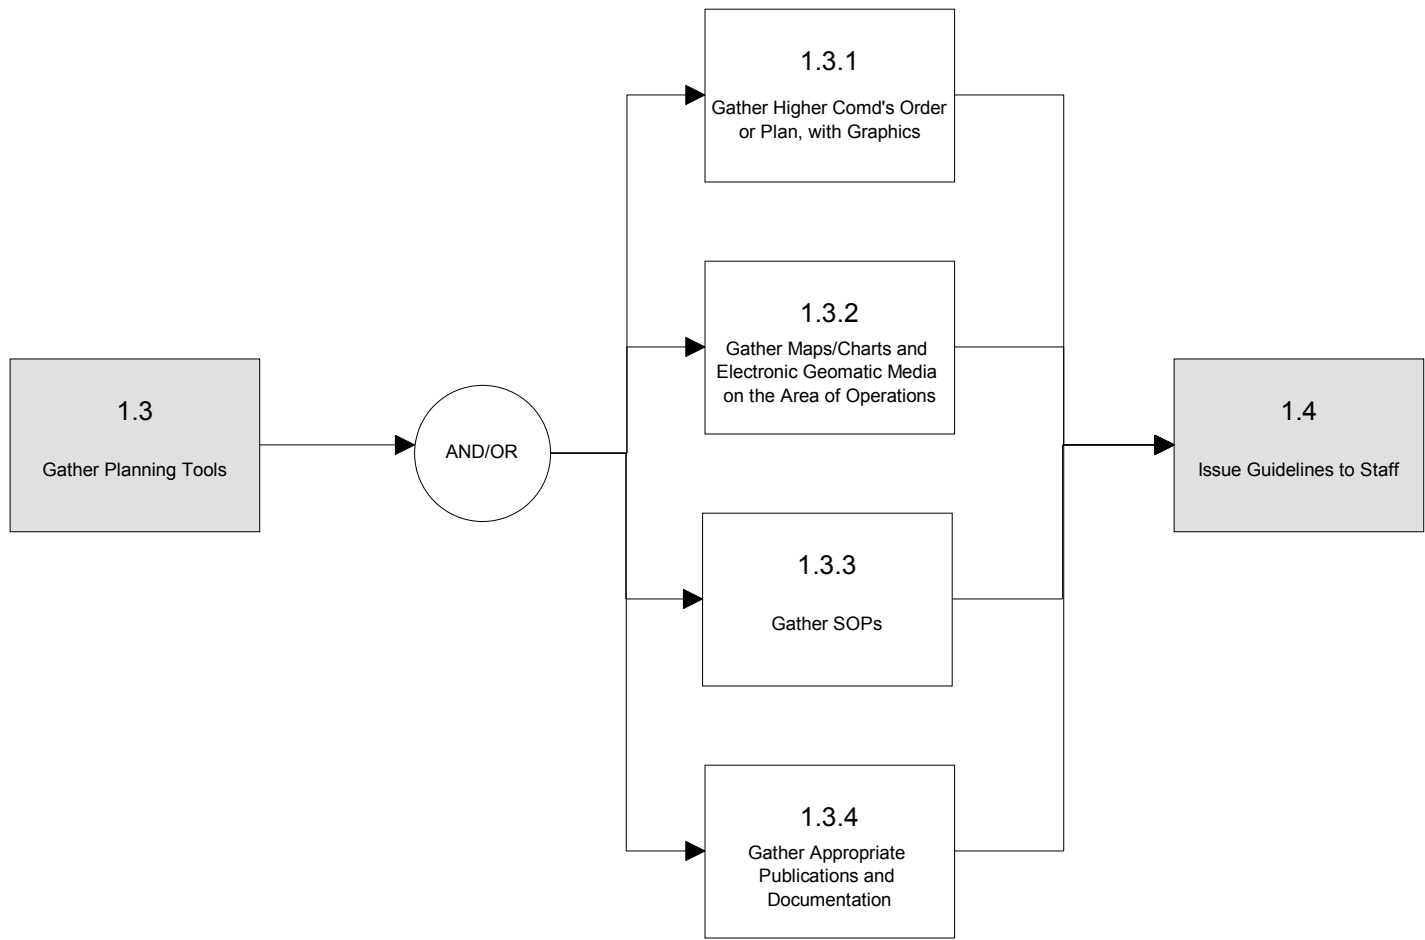 1.3
Gather Planning Tools
AND/OR
1.3.1
Gather Higher Comd's Order
or Plan, with Graphics
1.3.2
Gather Maps/Charts and
Electronic Geomatic Media
on the Area of Operations
1.3.3
Gather SOPs
1.3.4
Gather Appropriate
Publications and
Documentation
1.4
Issue Guidelines to Staff